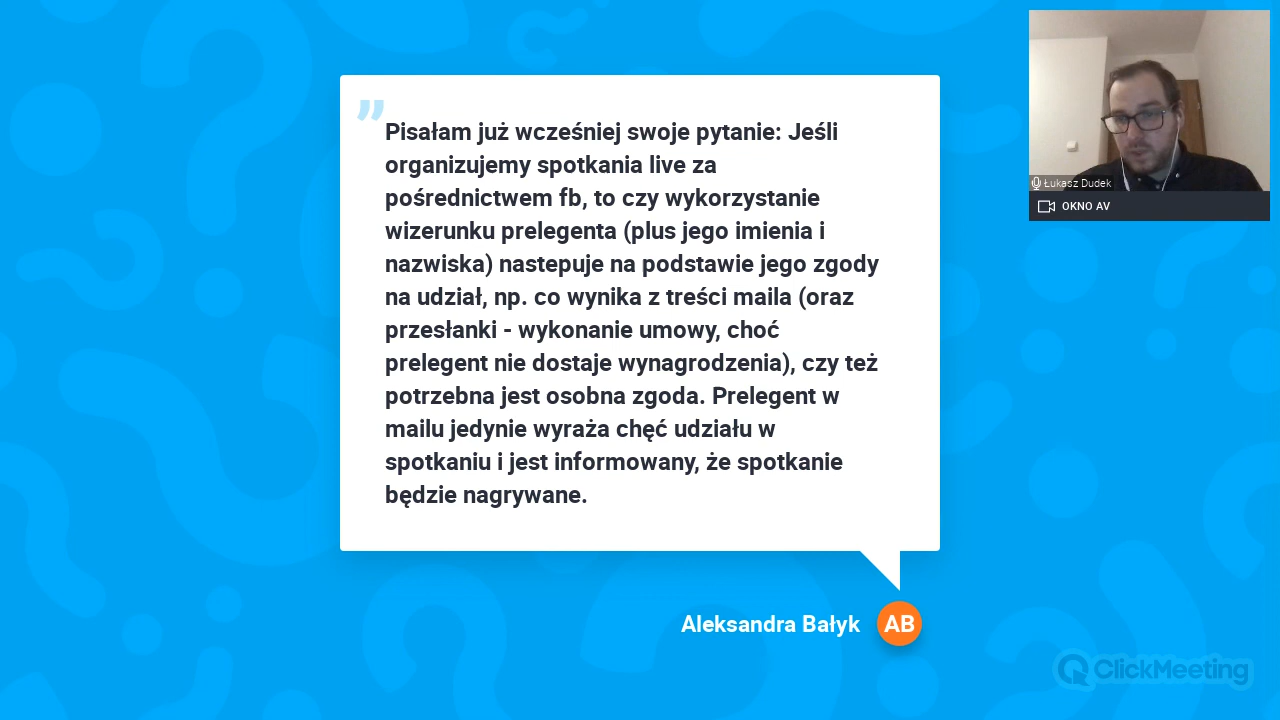 ”
Pisałam już wcześniej swoje pytanie: Jeśli
organizujemy spotkania live za
pośrednictwem fb, to czy wykorzystanie
wizerunku prelegenta (plus jego imienia i
nazwiska) nastepuje na podstawie jego zgody
na udział, np. co wynika z treści maila (oraz
przesłanki - wykonanie umowy, choć
prelegent nie dostaje wynagrodzenia), czy też
potrzebna jest osobna zgoda. Prelegent w
mailu jedynie wyraża chęć udziału w
spotkaniu i jest informowany, że spotkanie
będzie nagrywane.
Aleksandra Bałyk AB
Łukasz Dudek
OKNO AV
ClickMeeting